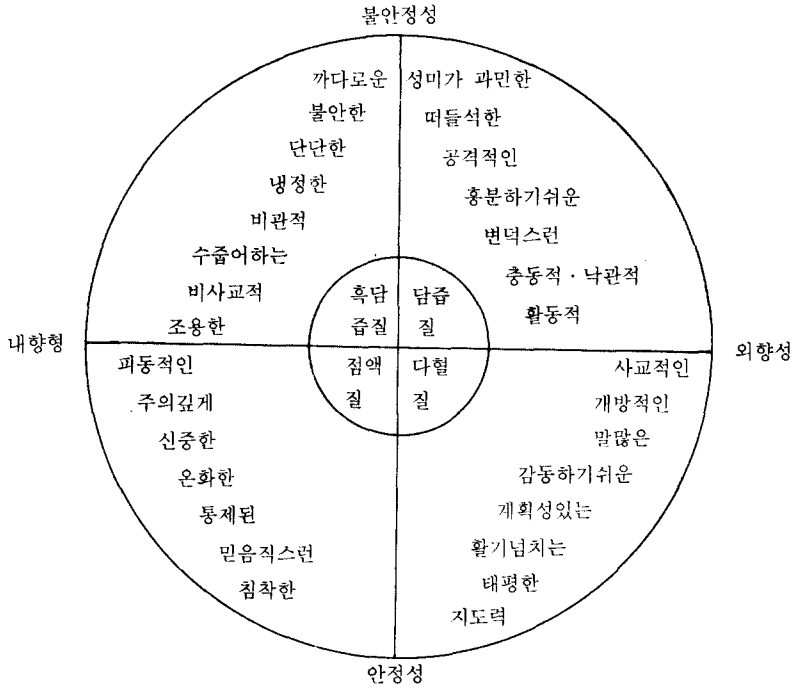 불안정성
까다로운
불안한
단단한
냉정한
비관적
수줍어하는
비사교적
조용한
성미가 과민한
떠들석한
공격적인
흥분하기쉬운
변덕스런
충동적·낙관적
활동적
흑담
즙질
담즙
질
내향형
외향성
점액
질
다혈
질
피동적인
주의깊게
신중한
온화한
통제된
믿음직스런
침착한
사교적인
개방적인
말많은
감동하기쉬운
계획성있는
활기넘치는
태평한
지도력
안정성